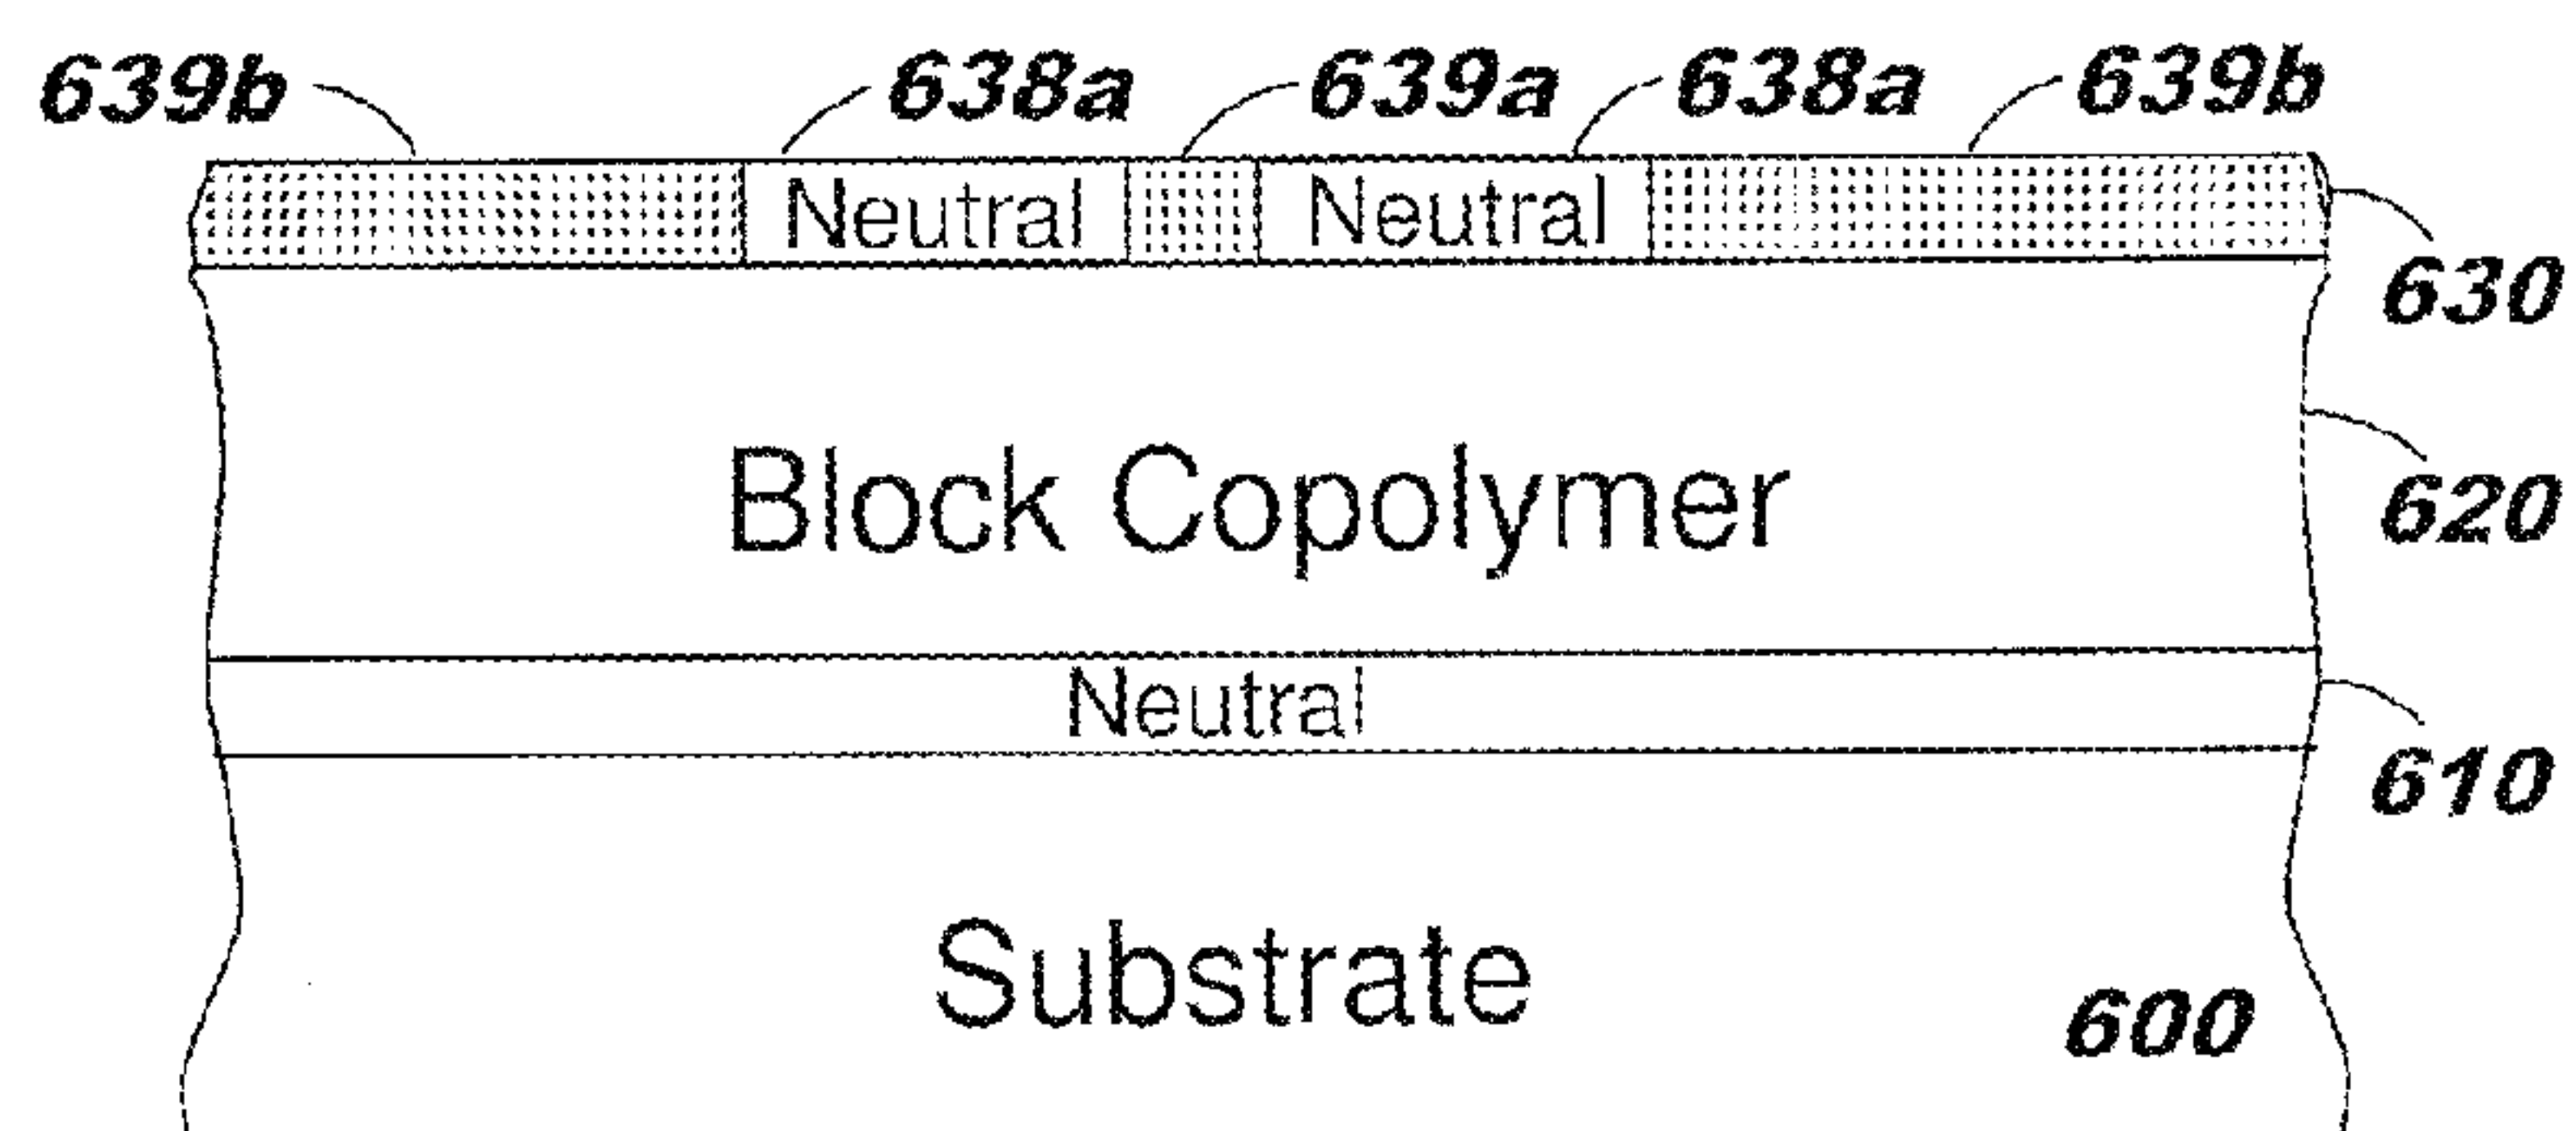 639b 638a 639a 638a 639b
Neutral Neutral
630
Block Copolymer
620
Neutral
610
Substrate
600